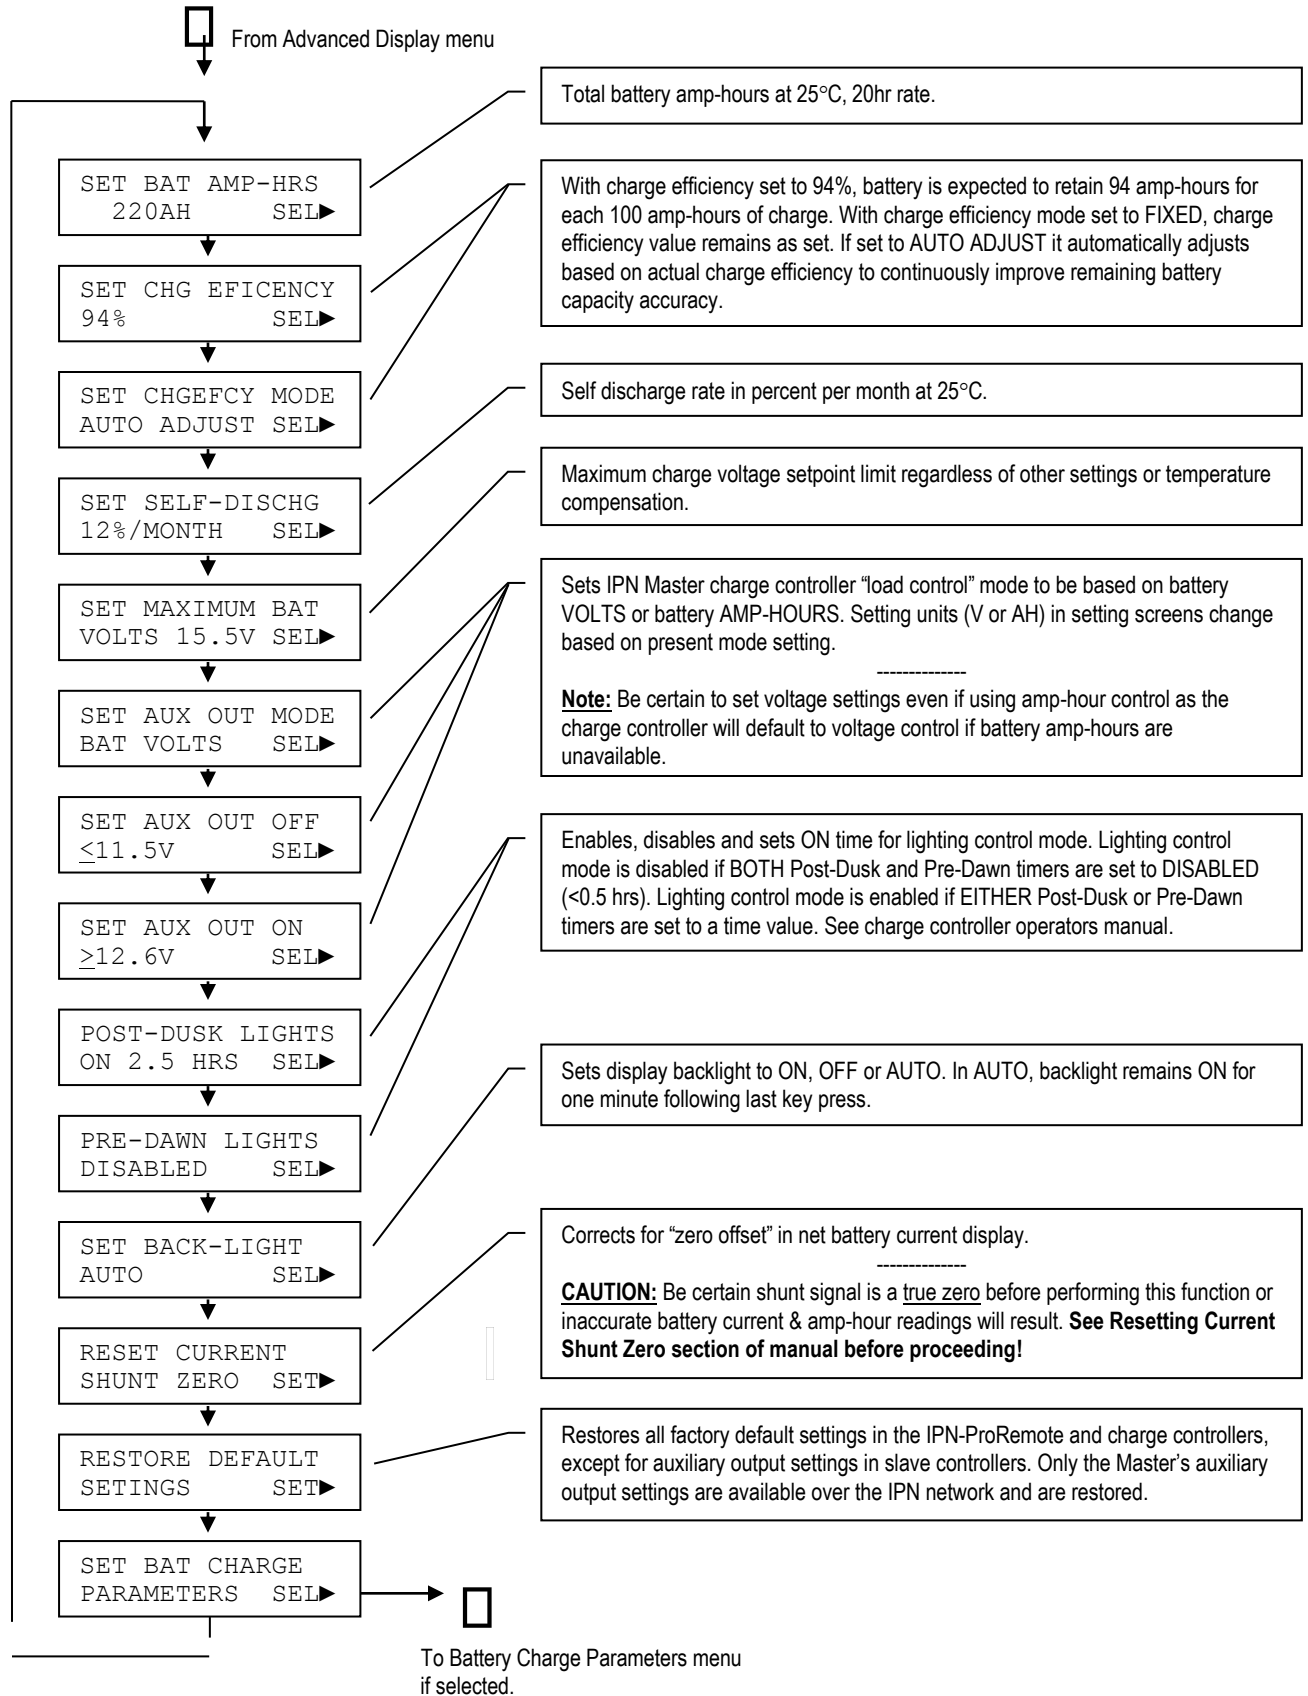 From Advanced Display menu
Total battery amp-hours at 25°C, 20hr rate.
SET BAT AMP-HRS
220AH SEL►
With charge efficiency set to 94%, battery is expected to retain 94 amp-hours for
each 100 amp-hours of charge. With charge efficiency mode set to FIXED, charge
efficiency value remains as set. If set to AUTO ADJUST it automatically adjusts
based on actual charge efficiency to continuously improve remaining battery
capacity accuracy.
SET CHG EFICENCY
94% SEL►
SET CHGEFCY MODE
AUTO ADJUST SEL►
Self discharge rate in percent per month at 25°C.
SET SELF-DISCHG
12%/MONTH SEL►
Maximum charge voltage setpoint limit regardless of other settings or temperature
compensation.
SET MAXIMUM BAT
VOLTS 15.5V SEL►
Sets IPN Master charge controller “load control” mode to be based on battery
VOLTS or battery AMP-HOURS. Setting units (V or AH) in setting screens change
based on present mode setting.
--------------
Note: Be certain to set voltage settings even if using amp-hour control as the
charge controller will default to voltage control if battery amp-hours are
unavailable.
SET AUX OUT MODE
BAT VOLTS SEL►
SET AUX OUT OFF
<11.5V SEL►
SET AUX OUT ON
>12.6V SEL►
Enables, disables and sets ON time for lighting control mode. Lighting control
mode is disabled if BOTH Post-Dusk and Pre-Dawn timers are set to DISABLED
(<0.5 hrs). Lighting control mode is enabled if EITHER Post-Dusk or Pre-Dawn
timers are set to a time value. See charge controller operators manual.
POST-DUSK LIGHTS
ON 2.5 HRS SEL►
PRE-DAWN LIGHTS
DISABLED SEL►
Sets display backlight to ON, OFF or AUTO. In AUTO, backlight remains ON for
one minute following last key press.
SET BACK-LIGHT
AUTO SEL►
Corrects for “zero offset” in net battery current display.
--------------
CAUTION: Be certain shunt signal is a true zero before performing this function or
inaccurate battery current & amp-hour readings will result. See Resetting Current
Shunt Zero section of manual before proceeding!
RESET CURRENT
SHUNT ZERO SET►
Restores all factory default settings in the IPN-ProRemote and charge controllers,
except for auxiliary output settings in slave controllers. Only the Master’s auxiliary
output settings are available over the IPN network and are restored.
RESTORE DEFAULT
SETINGS SET►
SET BAT CHARGE
PARAMETERS SEL►
To Battery Charge Parameters menu
if selected.